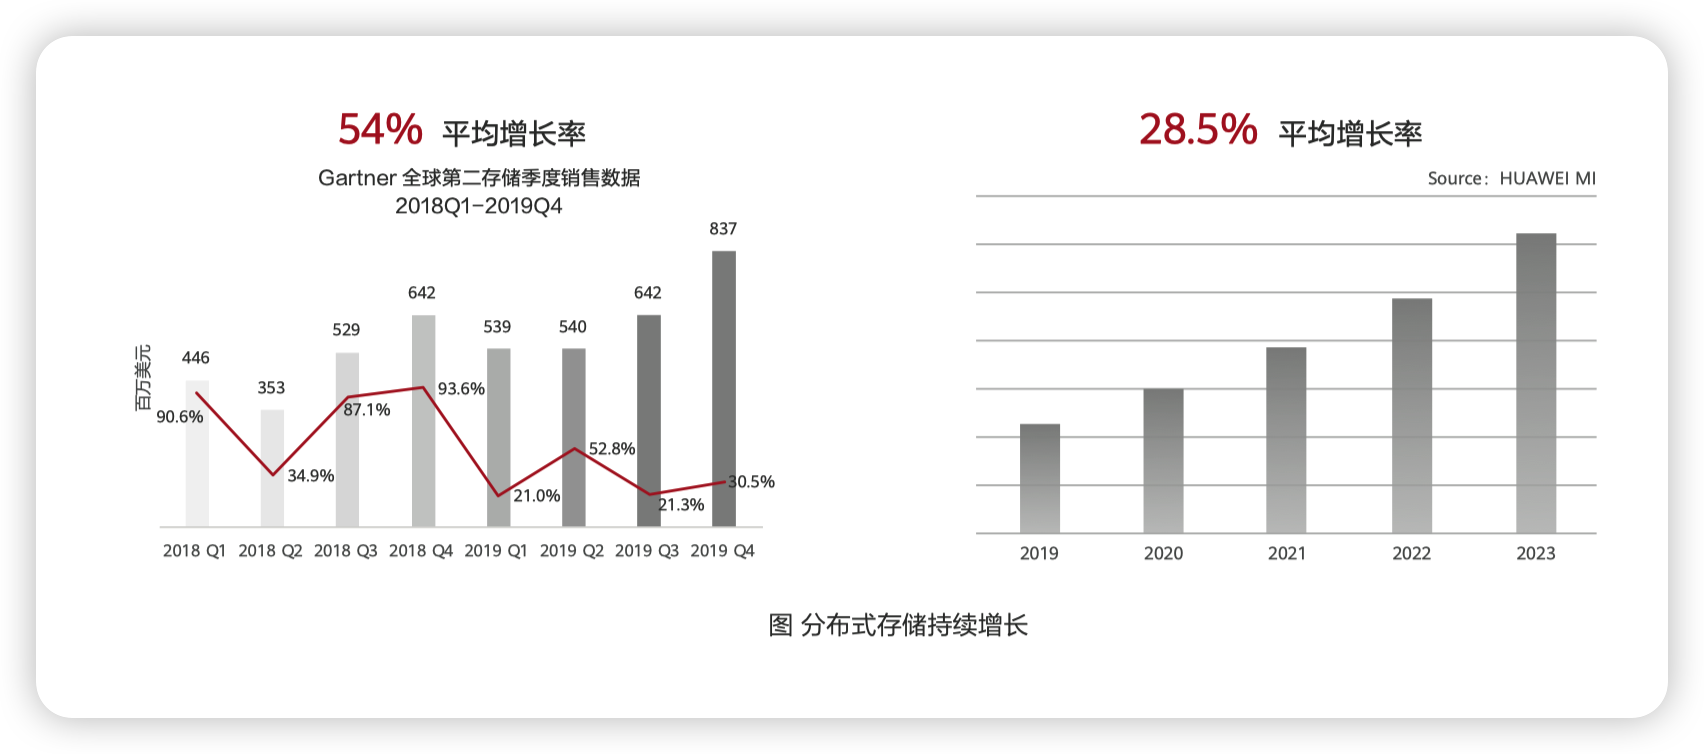 54% 平均增长率
Gartner 全球第二存储季度销售数据
2018Q1-2019Q4
百万美元
446
353
529
642
539
540
642
837
90.6%
34.9%
87.1%
93.6%
21.0%
52.8%
21.3%
30.5%
2018 Q1 2018 Q2 2018 Q3 2018 Q4 2019 Q1 2019 Q2 2019 Q3 2019 Q4
28.5% 平均增长率
Source: HUAWEI MI
2019 2020 2021 2022 2023
图 分布式存储持续增长